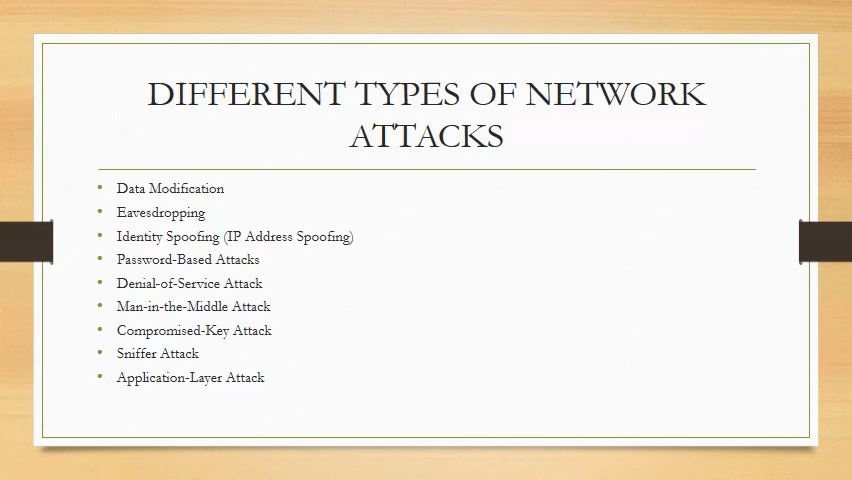 DIFFERENT TYPES OF NETWORK
ATTACKS
• Data Modification
• Eavesdropping
• Identity Spoofing (IP Address Spoofing)
• Password-Based Attacks
• Denial-of-Service Attack
• Man-in-the-Middle Attack
• Compromised-Key Attack
• Sniffer Attack
• Application-Layer Attack